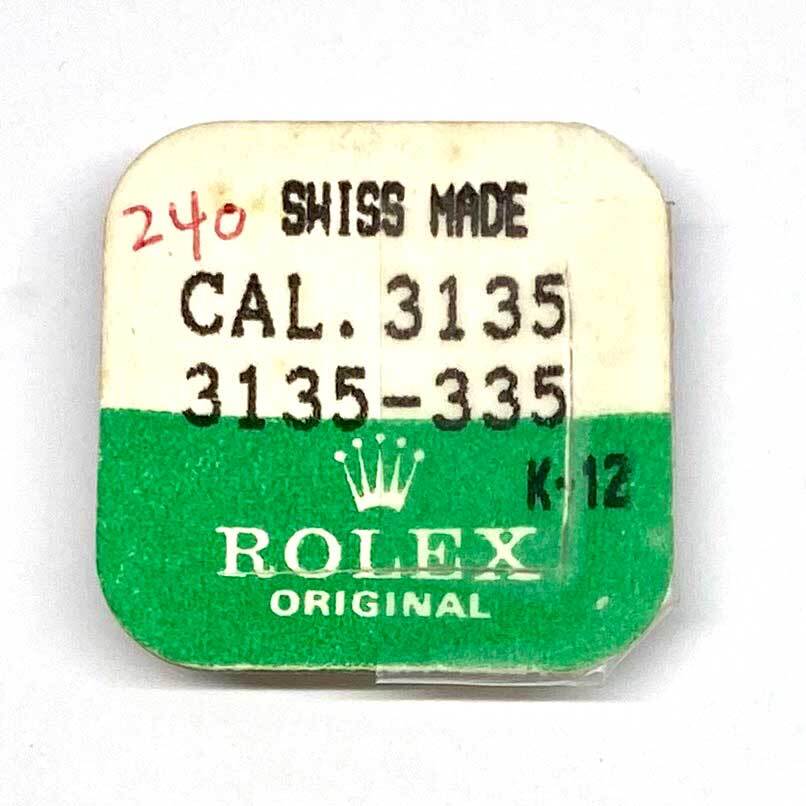 240 SWISS MADE
CAL. 3135
3135-335
K-12
ROLEX
ORIGINAL